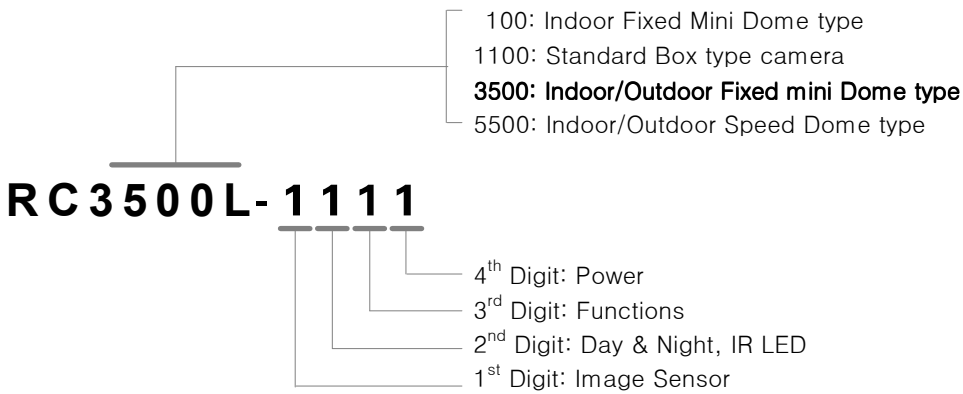 100: Indoor Fixed Mini Dome type
1100: Standard Box type camera
3500: Indoor/Outdoor Fixed mini Dome type
5500: Indoor/Outdoor Speed Dome type
RC3500L-1111
4th Digit: Power
3rd Digit: Functions
2nd Digit: Day & Night, IR LED
1st Digit: Image Sensor